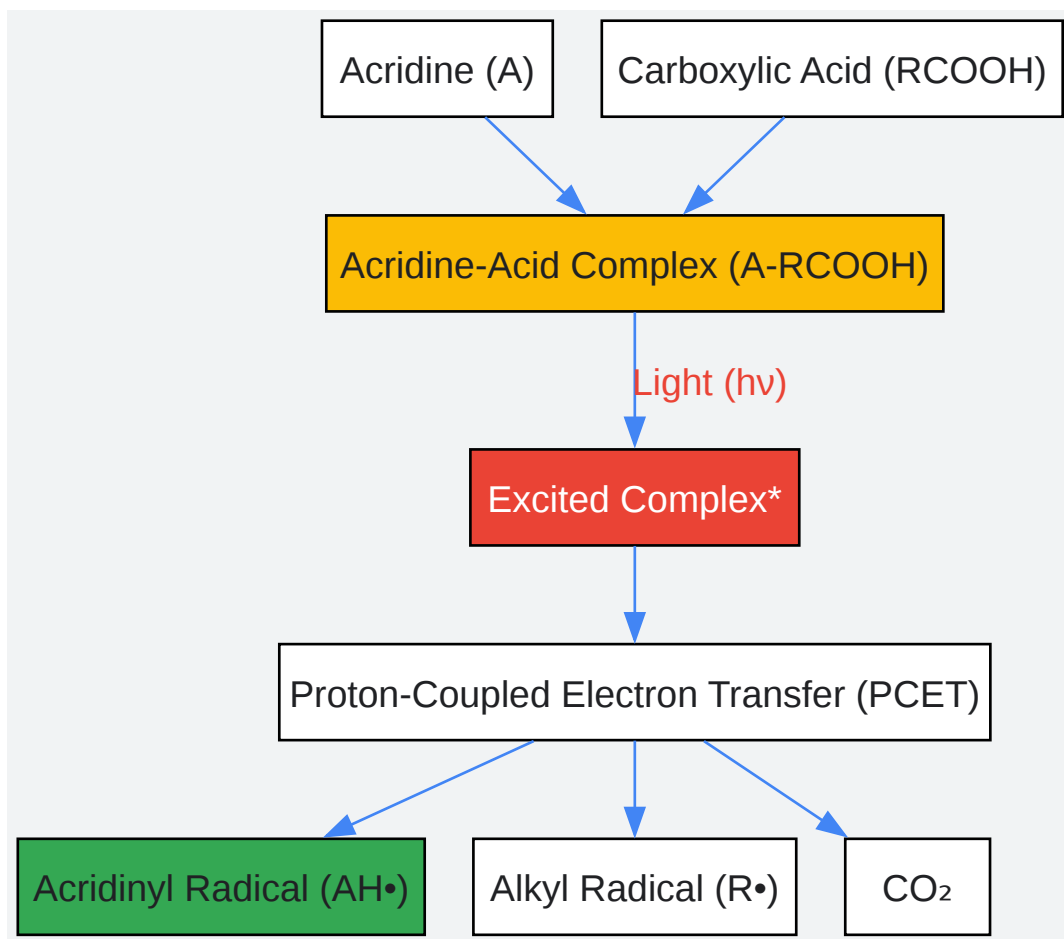 Acridine (A)
Carboxylic Acid (RCOOH)
Acridine-Acid Complex (A-RCOOH)
Light (hν)
Excited Complex*
Proton-Coupled Electron Transfer (PCET)
Acridinyl Radical (AH•)
Alkyl Radical (R•)
CO₂